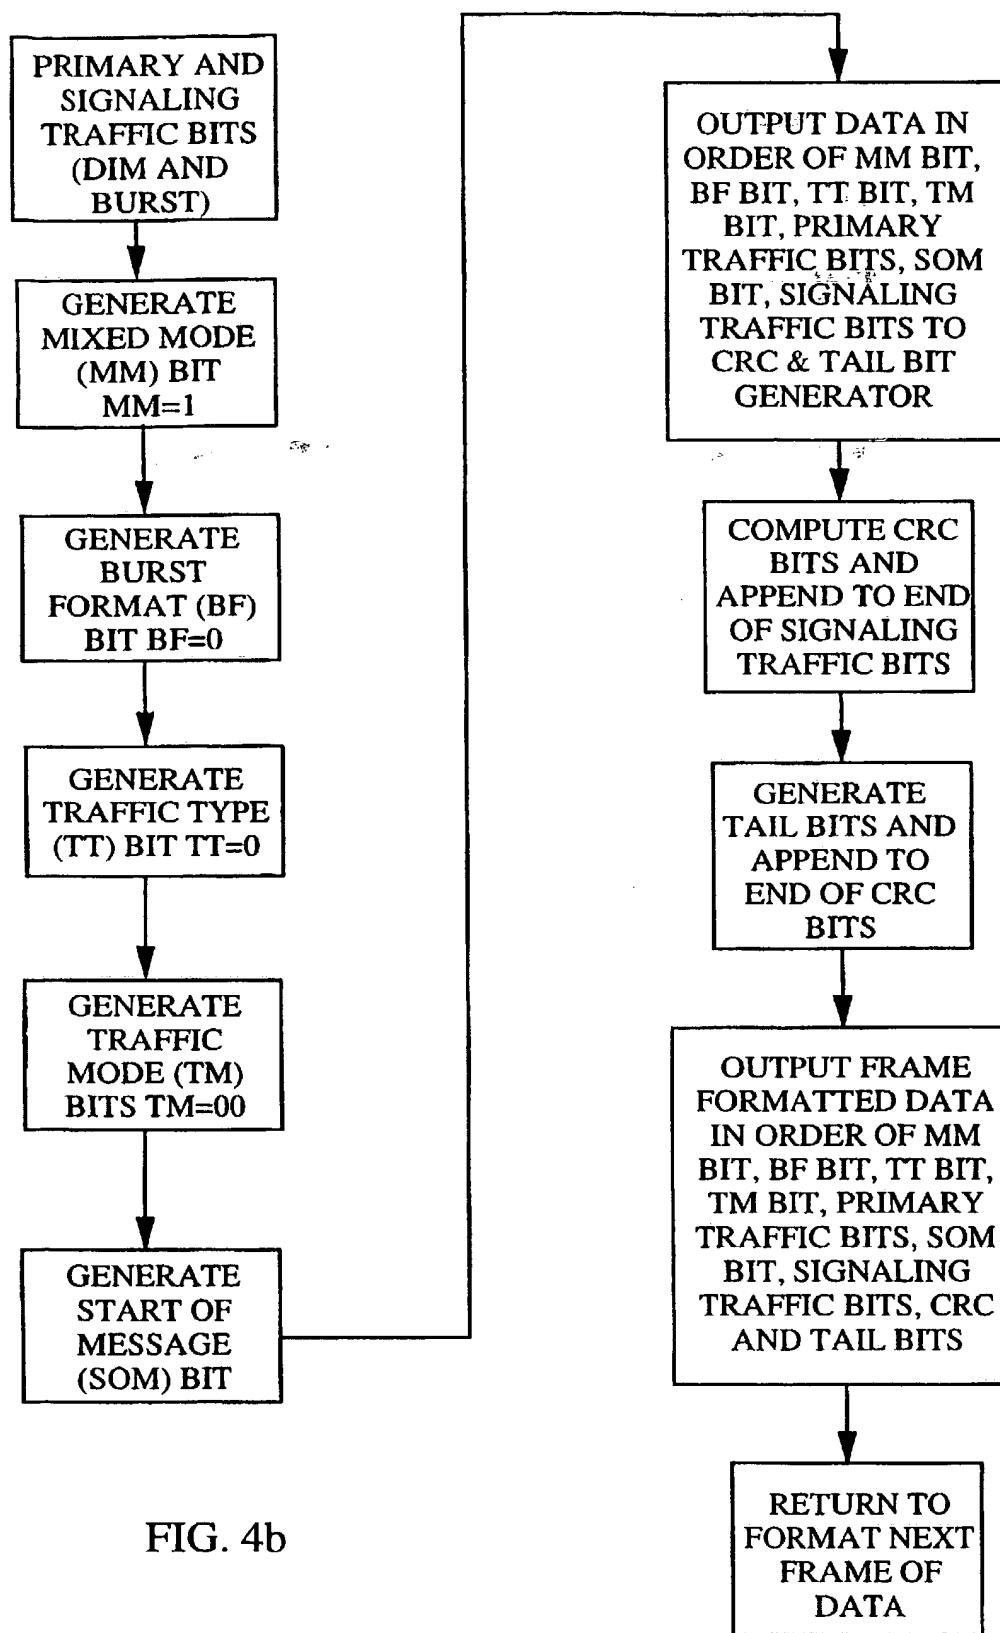 PRIMARY AND
SIGNALING
TRAFFIC BITS
(DIM AND
BURST)
GENERATE
MIXED MODE
(MM) BIT
MM=1
GENERATE
BURST
FORMAT (BF)
BIT BF=0
GENERATE
TRAFFIC TYPE
(TT) BIT TT=0
GENERATE
TRAFFIC
MODE (TM)
BITS TM=00
GENERATE
START OF
MESSAGE
(SOM) BIT
OUTPUT DATA IN
ORDER OF MM BIT,
BF BIT, TT BIT, TM
BIT, PRIMARY
TRAFFIC BITS, SOM
BIT, SIGNALING
TRAFFIC BITS TO
CRC & TAIL BIT
GENERATOR
COMPUTE CRC
BITS AND
APPEND TO END
OF SIGNALING
TRAFFIC BITS
GENERATE
TAIL BITS AND
APPEND TO
END OF CRC
BITS
OUTPUT FRAME
FORMATTED DATA
IN ORDER OF MM
BIT, BF BIT, TT BIT,
TM BIT, PRIMARY
TRAFFIC BITS, SOM
BIT, SIGNALING
TRAFFIC BITS, CRC
AND TAIL BITS
RETURN TO
FORMAT NEXT
FRAME OF
DATA
FIG. 4b